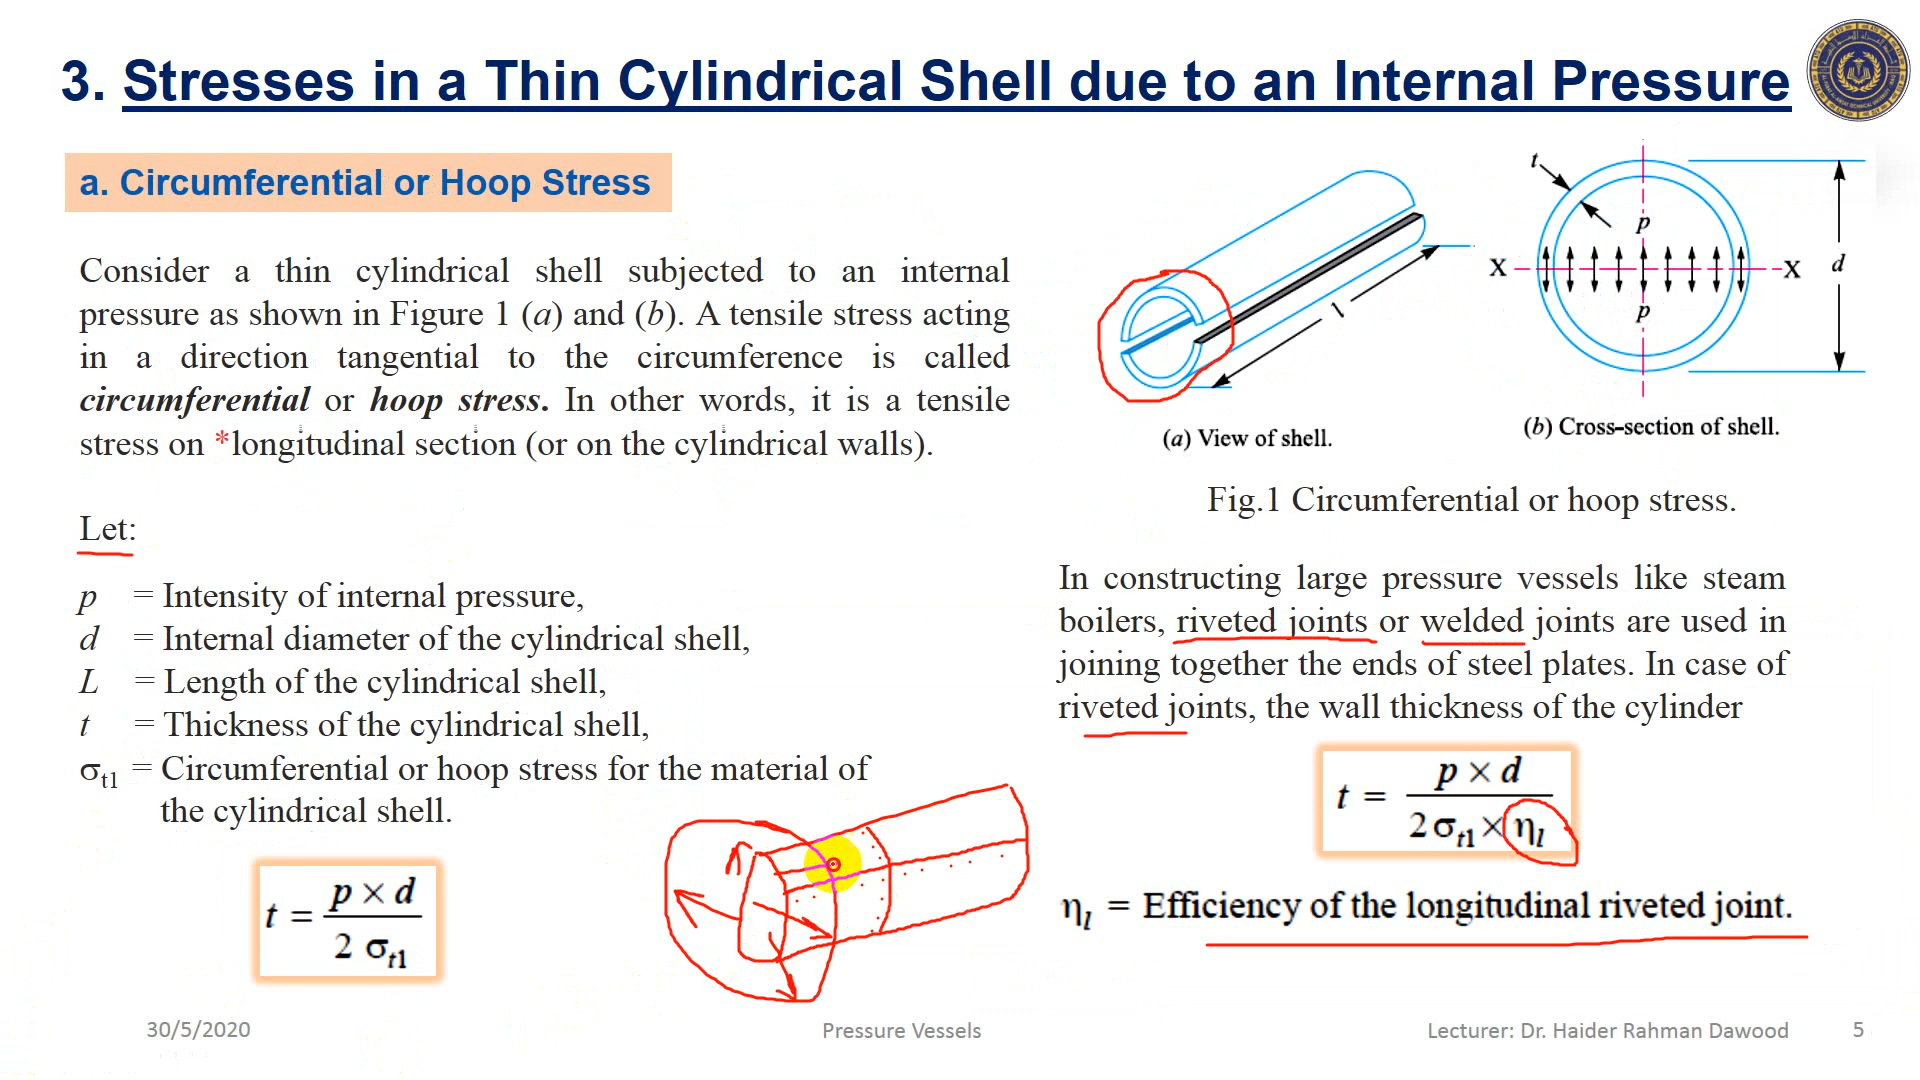 3. Stresses in a Thin Cylindrical Shell due to an Internal Pressure
a. Circumferential or Hoop Stress
Consider a thin cylindrical shell subjected to an internal
pressure as shown in Figure 1 (a) and (b). A tensile stress acting
in a direction tangential to the circumference is called
circumferential or hoop stress. In other words, it is a tensile
stress on *longitudinal section (or on the cylindrical walls).
Let:
p = Intensity of internal pressure,
d = Internal diameter of the cylindrical shell,
L = Length of the cylindrical shell,
t = Thickness of the cylindrical shell,
σt1 = Circumferential or hoop stress for the material of
the cylindrical shell.
t = p × d / 2 σt1
l
(a) View of shell.
t
p
X
X
d
p
(b) Cross-section of shell.
Fig.1 Circumferential or hoop stress.
In constructing large pressure vessels like steam
boilers, riveted joints or welded joints are used in
joining together the ends of steel plates. In case of
riveted joints, the wall thickness of the cylinder
t = p × d / 2 σt1 × ηl
ηl = Efficiency of the longitudinal riveted joint.
30/5/2020
Pressure Vessels
Lecturer: Dr. Haider Rahman Dawood
5